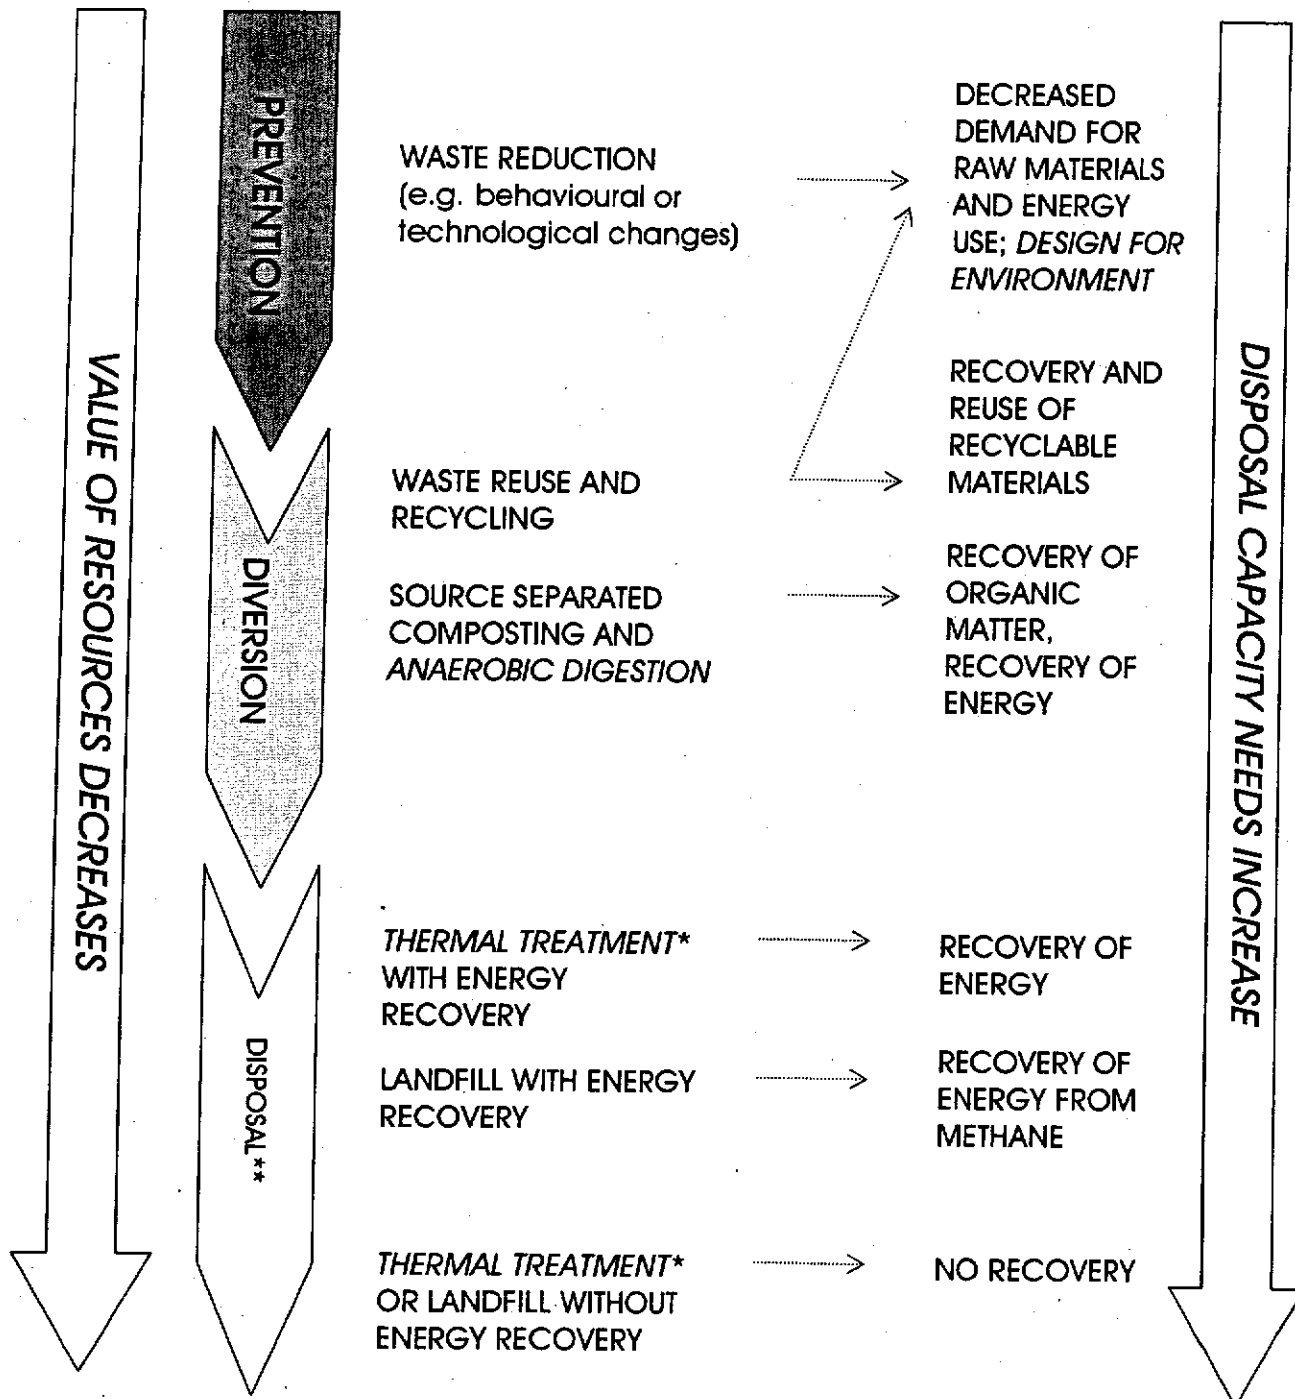 VALUE OF RESOURCES DECREASES
PREVENTION
WASTE REDUCTION
(e.g. behavioural or
technological changes)
DECREASED
DEMAND FOR
RAW MATERIALS
AND ENERGY
USE; DESIGN FOR
ENVIRONMENT
DIVERSION
WASTE REUSE AND
RECYCLING
RECOVERY AND
REUSE OF
RECYCLABLE
MATERIALS
SOURCE SEPARATED
COMPOSTING AND
ANAEROBIC DIGESTION
RECOVERY OF
ORGANIC
MATTER,
RECOVERY OF
ENERGY
DISPOSAL**
THERMAL TREATMENT*
WITH ENERGY
RECOVERY
RECOVERY OF
ENERGY
LANDFILL WITH ENERGY
RECOVERY
RECOVERY OF
ENERGY FROM
METHANE
THERMAL TREATMENT*
OR LANDFILL WITHOUT
ENERGY RECOVERY
NO RECOVERY
DISPOSAL CAPACITY NEEDS INCREASE